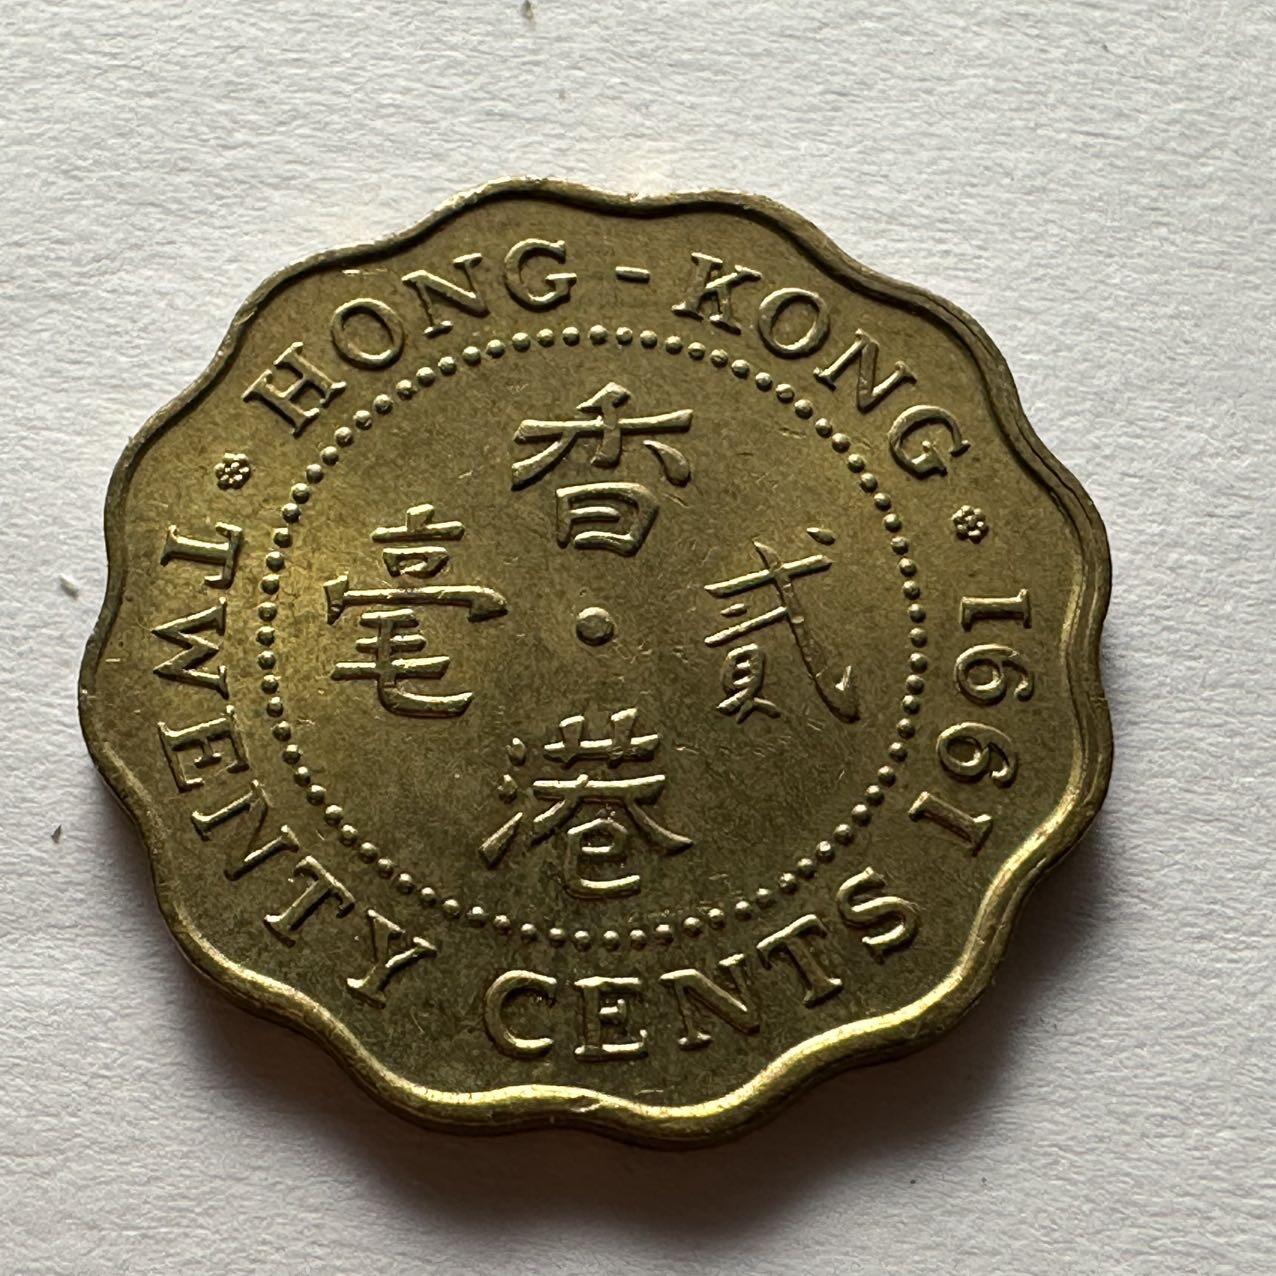 HONG - KONG
香港
貳毫
TWENTY CENTS 1991